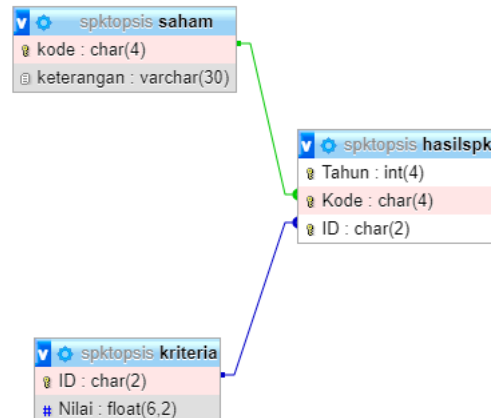 spktopsis saham
kode : char(4)
keterangan : varchar(30)
spktopsis hasilspk
Tahun : int(4)
Kode : char(4)
ID : char(2)
spktopsis kriteria
ID : char(2)
# Nilai : float(6,2)